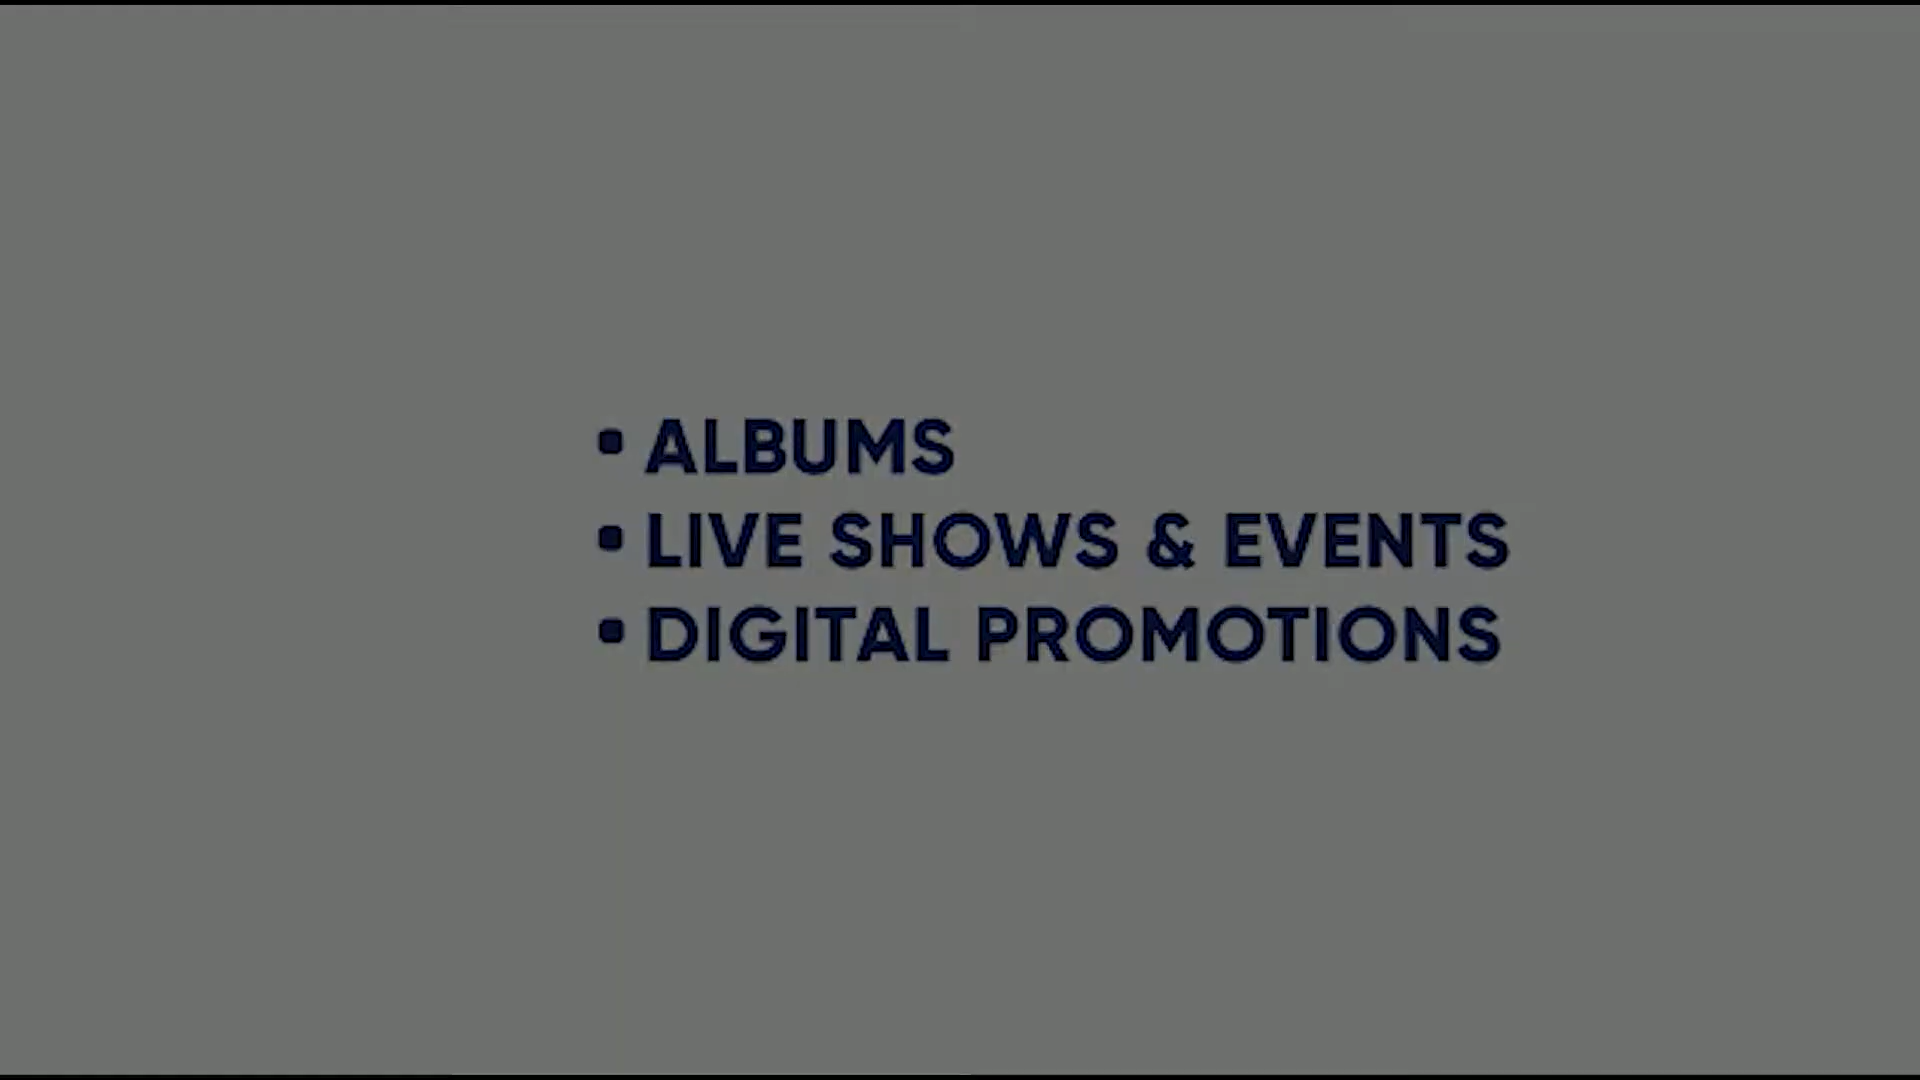 • ALBUMS
• LIVE SHOWS & EVENTS
• DIGITAL PROMOTIONS